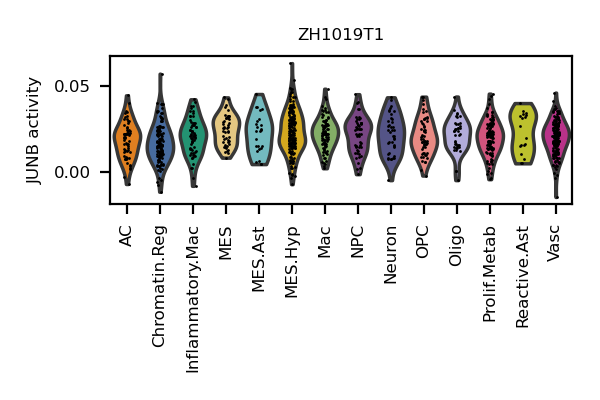 ZH1019T1
JUNB activity
0.05
0.00
AC
Chromatin.Reg
Inflammatory.Mac
MES
MES.Ast
MES.Hyp
Mac
NPC
Neuron
OPC
Oligo
Prolif.Metab
Reactive.Ast
Vasc